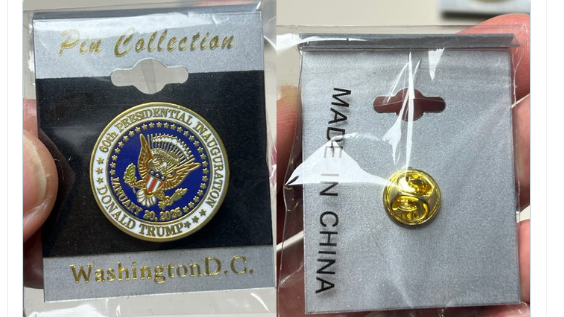 Pin Collection
60th PRESIDENTIAL INAUGURATION
JANUARY 20, 2025
DONALD TRUMP
Washington D.C.
MADE IN CHINA